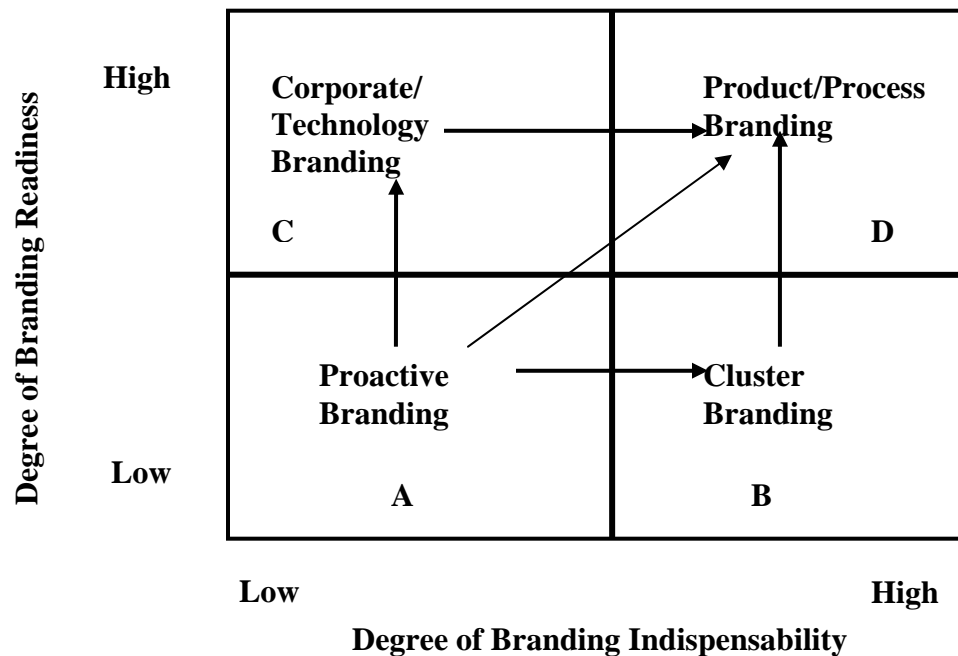 Degree of Branding Readiness
High
Corporate/
Technology
Branding
C
Product/Process
Branding
D
Low
Proactive
Branding
A
Cluster
Branding
B
Low
High
Degree of Branding Indispensability